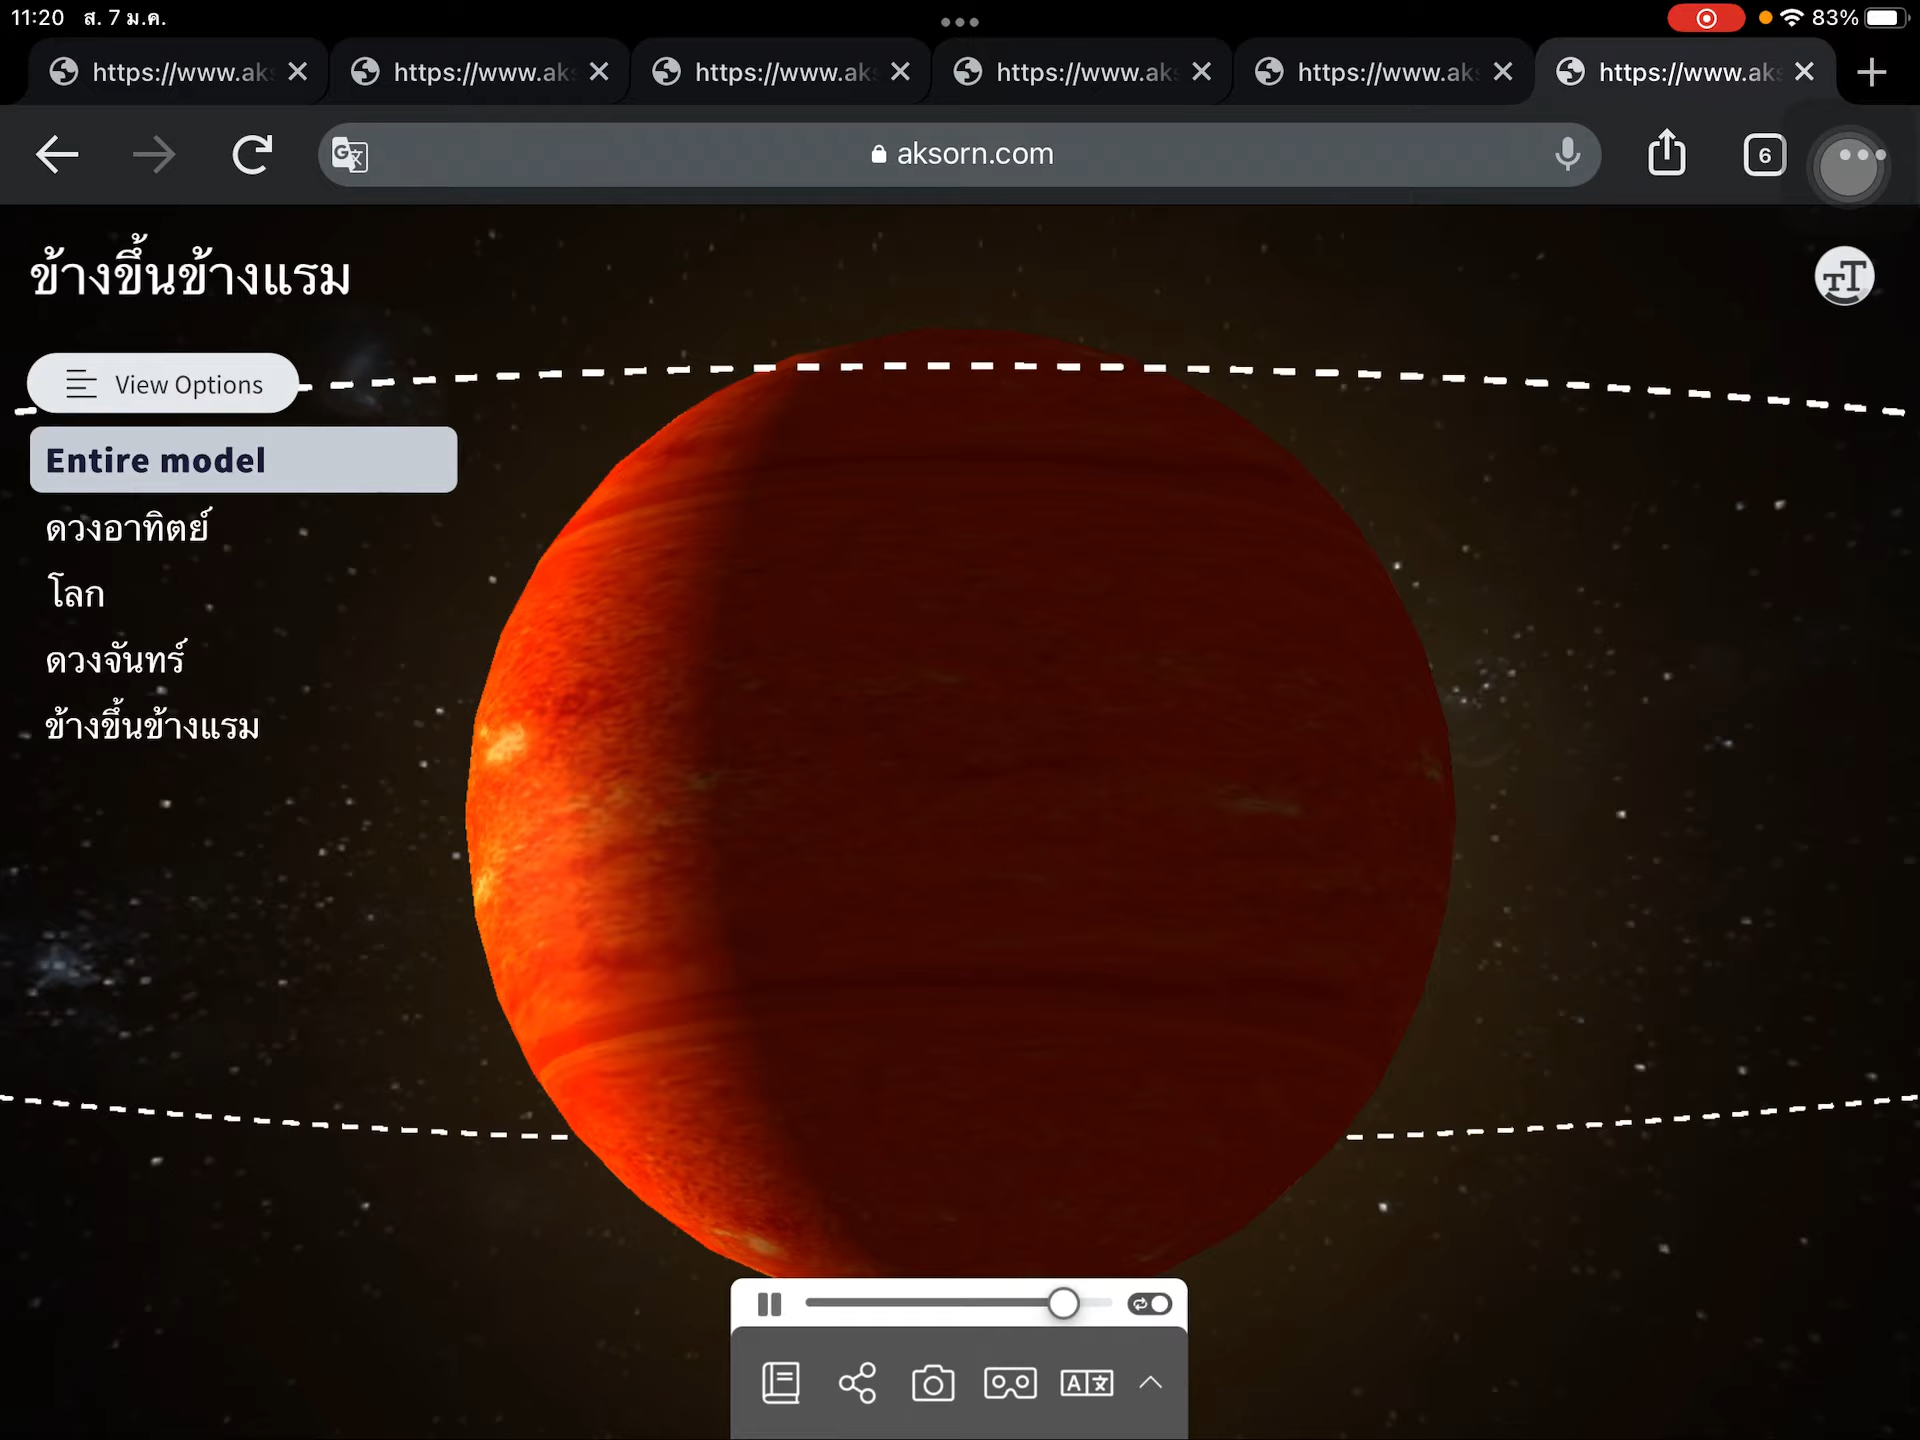 11:20 ส. 7 ม.ค.
83%
https://www.ak
https://www.ak
https://www.ak
https://www.ak
https://www.ak
https://www.ak
aksorn.com
6
ข้างขึ้นข้างแรม
TT
View Options
Entire model
ดวงอาทิตย์
โลก
ดวงจันทร์
ข้างขึ้นข้างแรม